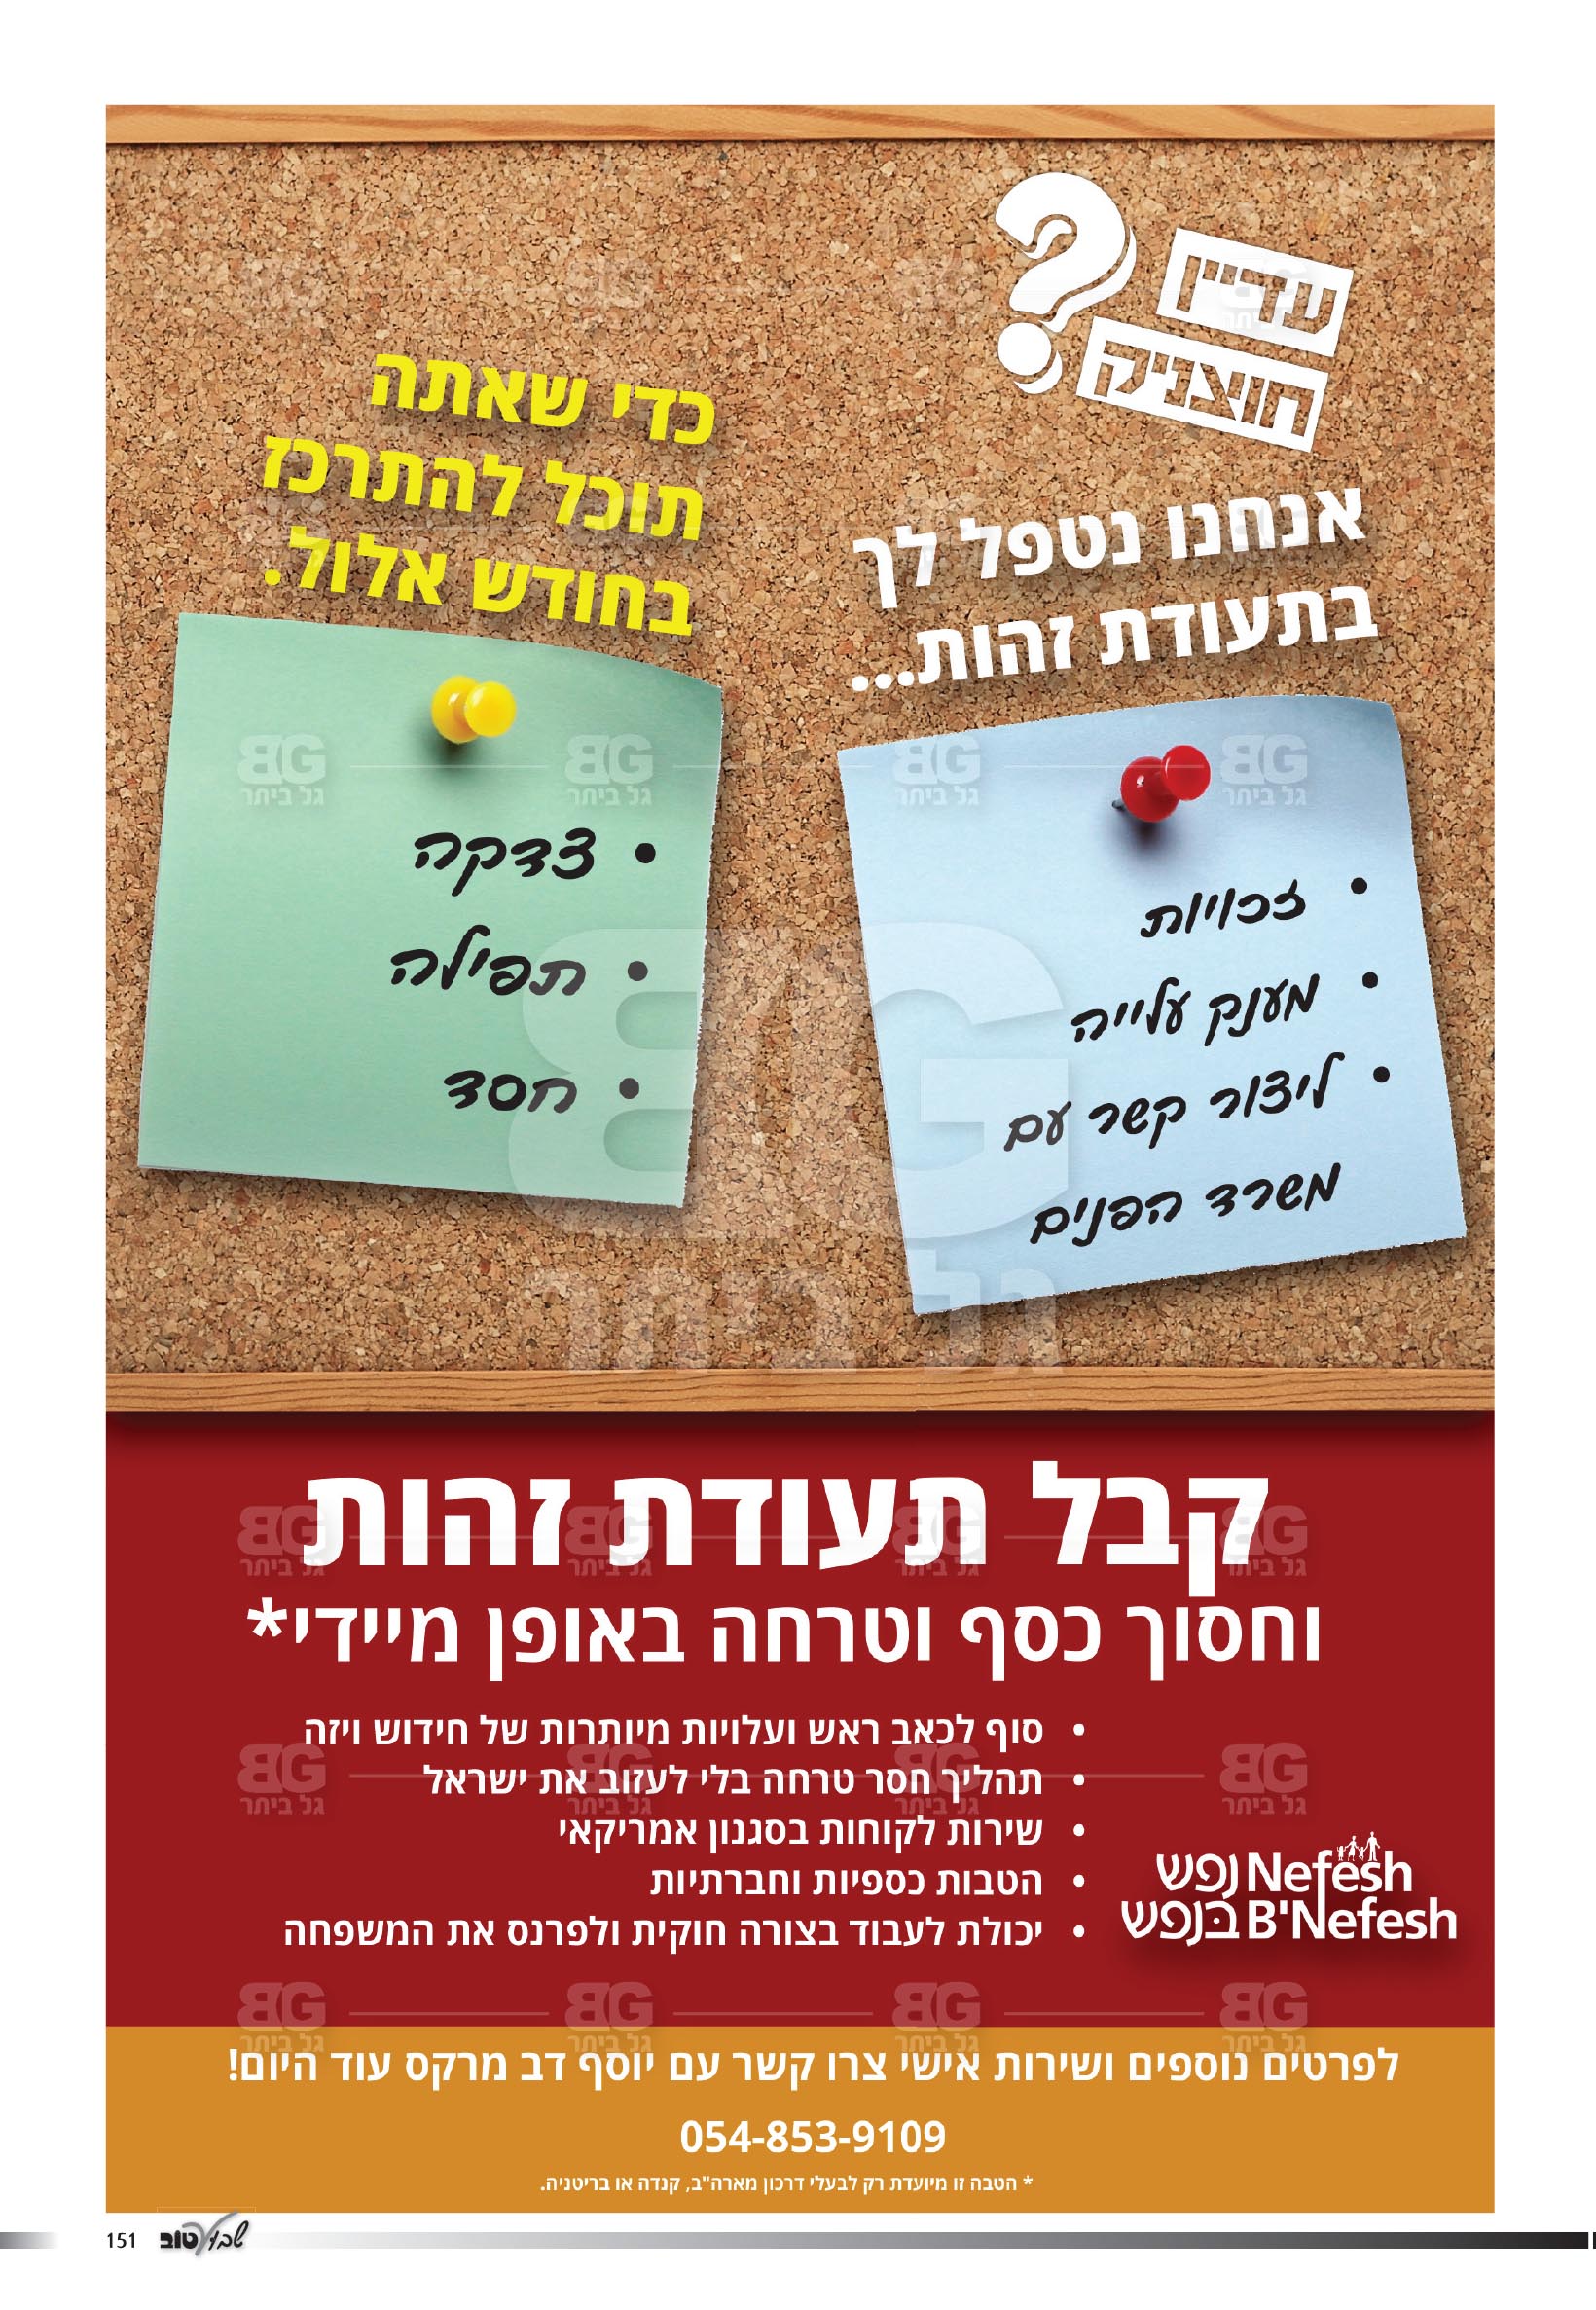 עדיין
חוצניק
?
אנחנו נטפל לך
בתעודת זהות...
• זכויות
• מענק עלייה
• ליצור קשר עם
משרד הפנים
כדי שאתה
תוכל להתרכז
בחודש אלול.
• צדקה
• תפילה
• חסד
קבל תעודת זהות
וחסוך כסף וטרחה באופן מיידי*
• סוף לכאב ראש ועלויות מיותרות של חידוש ויזה
• תהליך חסר טרחה בלי לעזוב את ישראל
• שירות לקוחות בסגנון אמריקאי
• הטבות כספיות וחברתיות
• יכולת לעבוד בצורה חוקית ולפרנס את המשפחה
נפש Nefesh
בנפש B'Nefesh
לפרטים נוספים ושירות אישי צרו קשר עם יוסף דב מרקס עוד היום!
054-853-9109
* הטבה זו מיועדת רק לבעלי דרכון מארה"ב, קנדה או בריטניה.
BG
גל ביתר
151 שבוע טוב